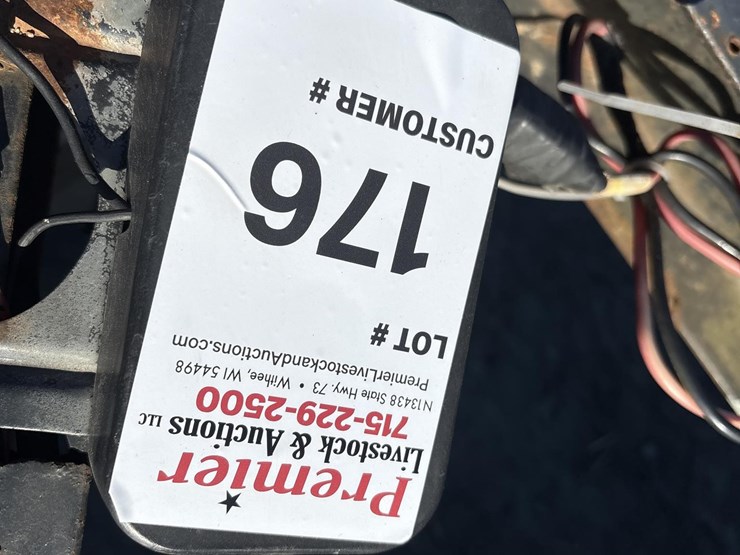 Premier
Livestock & Auctions LLC
715-229-2500
N13438 State Hwy. 73 • Withee, WI 54498
PremierLivestockandAuctions.com
LOT #
176
CUSTOMER #